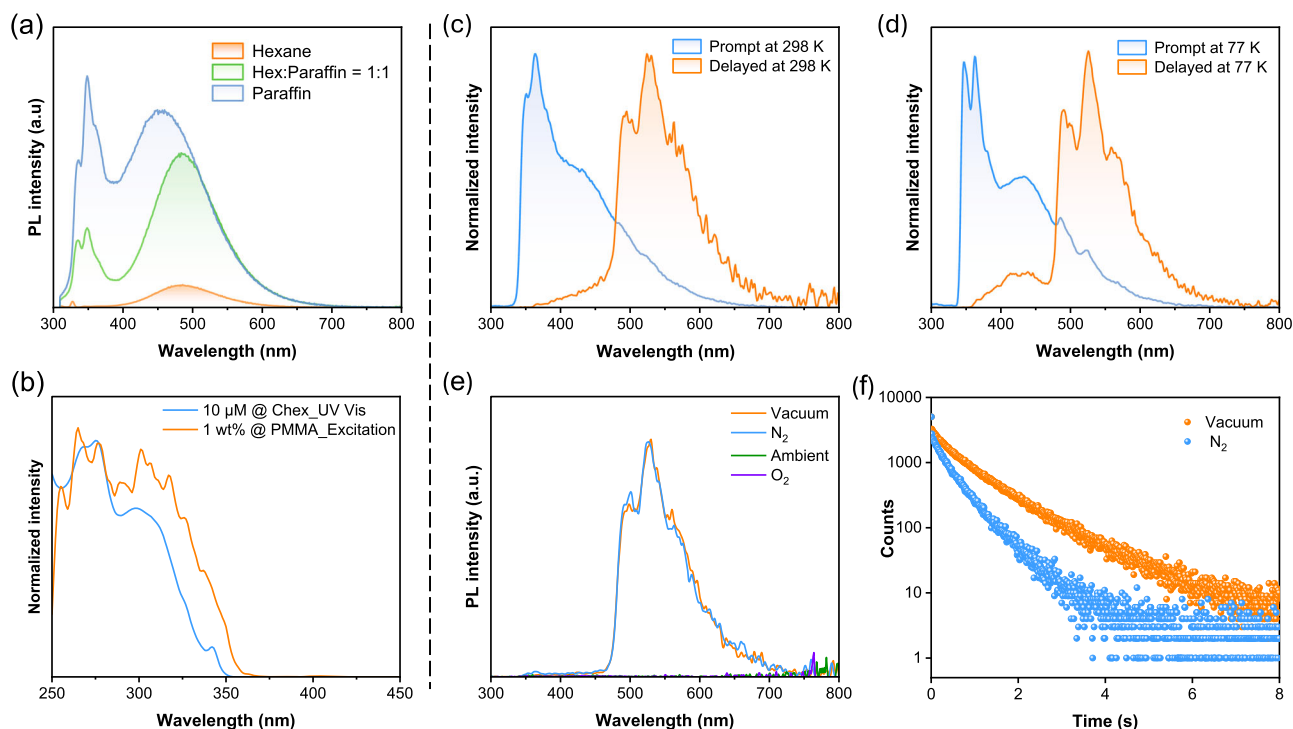 (a)
Hexane
Hex:Paraffin = 1:1
Paraffin
PL intensity (a.u)
300 400 500 600 700 800
Wavelength (nm)
(c)
Prompt at 298 K
Delayed at 298 K
Normalized intensity
300 400 500 600 700 800
Wavelength (nm)
(d)
Prompt at 77 K
Delayed at 77 K
Normalized intensity
300 400 500 600 700 800
Wavelength (nm)
(b)
10 µM @ Chex_UV Vis
1 wt% @ PMMA_Excitation
Normalized intensity
250 300 350 400 450
Wavelength (nm)
(e)
Vacuum
N2
Ambient
O2
PL intensity (a.u.)
300 400 500 600 700 800
Wavelength (nm)
(f)
Vacuum
N2
Counts
10000
1000
100
10
1
0 2 4 6 8
Time (s)